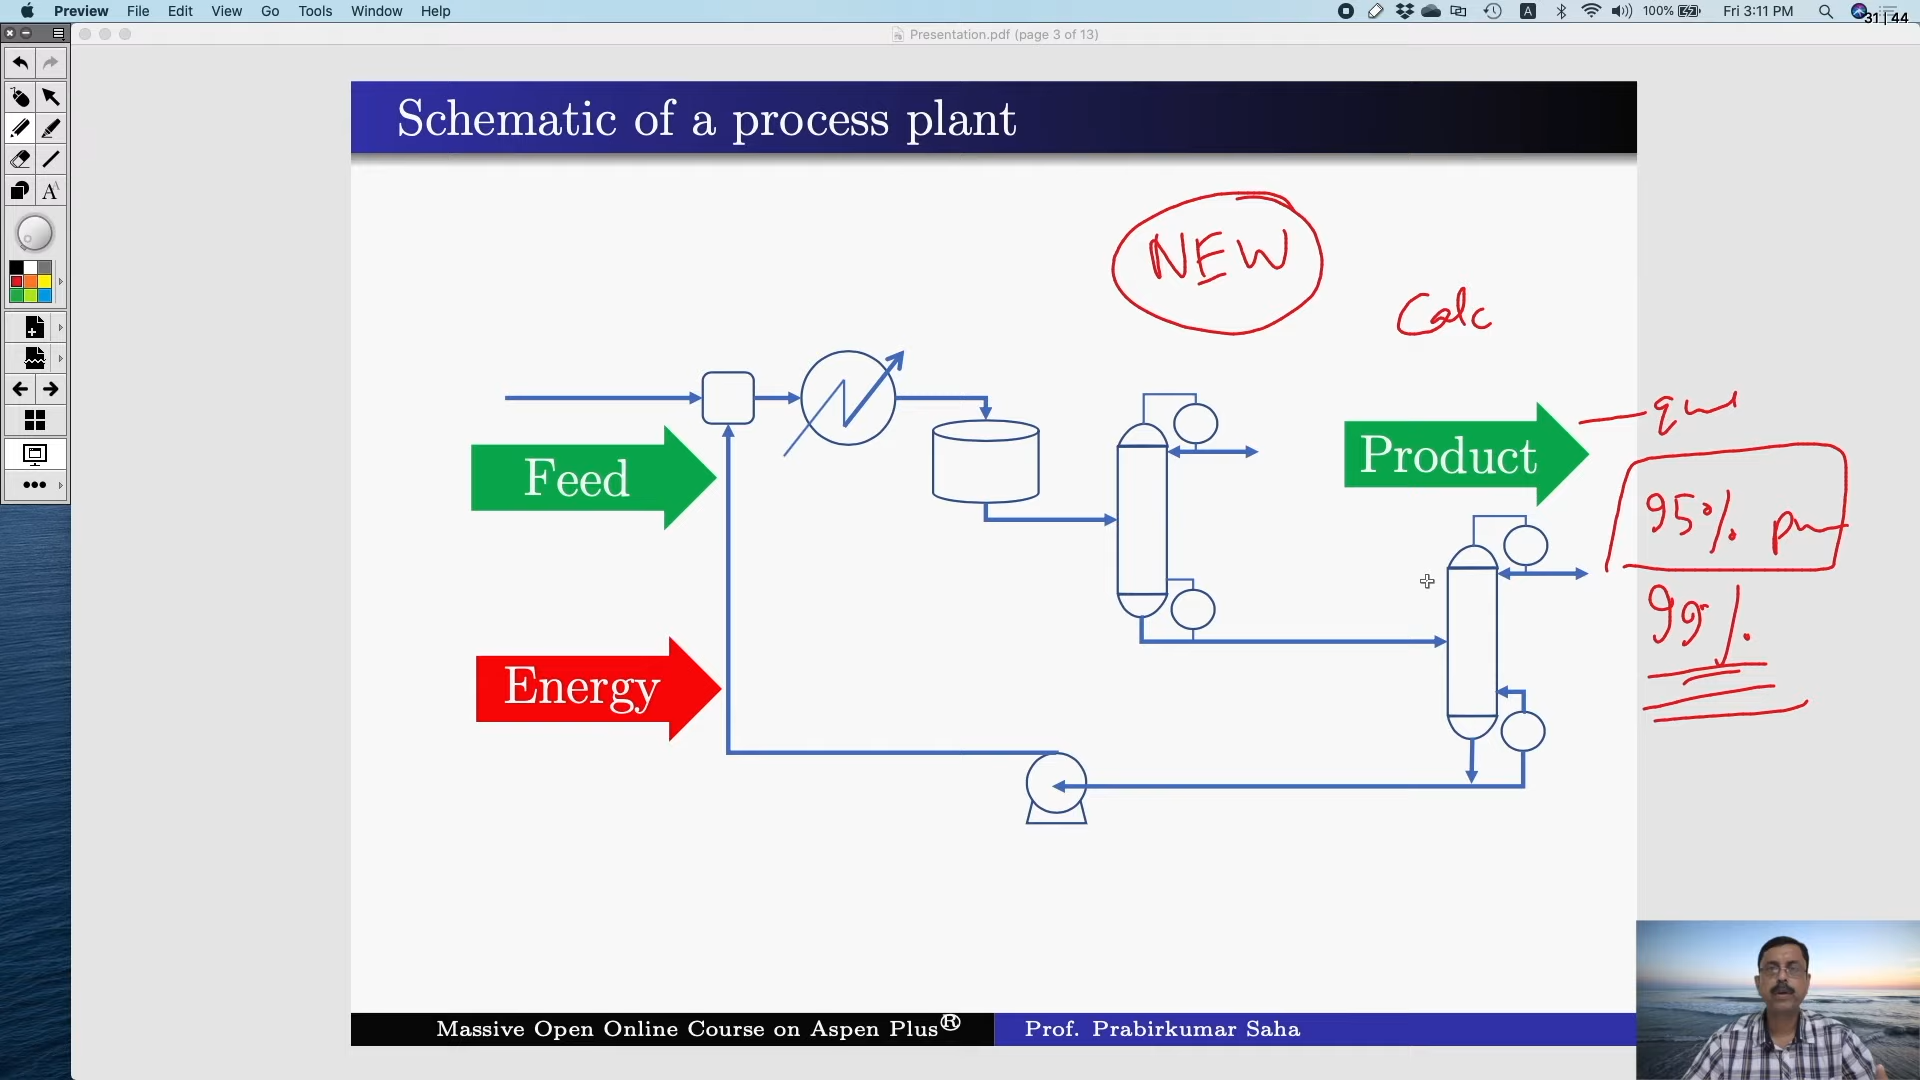 Preview File Edit View Go Tools Window Help
A 100% Fri 3:11 PM
31 | 44
Presentation.pdf (page 3 of 13)
A
Schematic of a process plant
NEW
Calc
Product
95%
99%
Feed
Energy
Massive Open Online Course on Aspen Plus®
Prof. Prabirkumar Saha